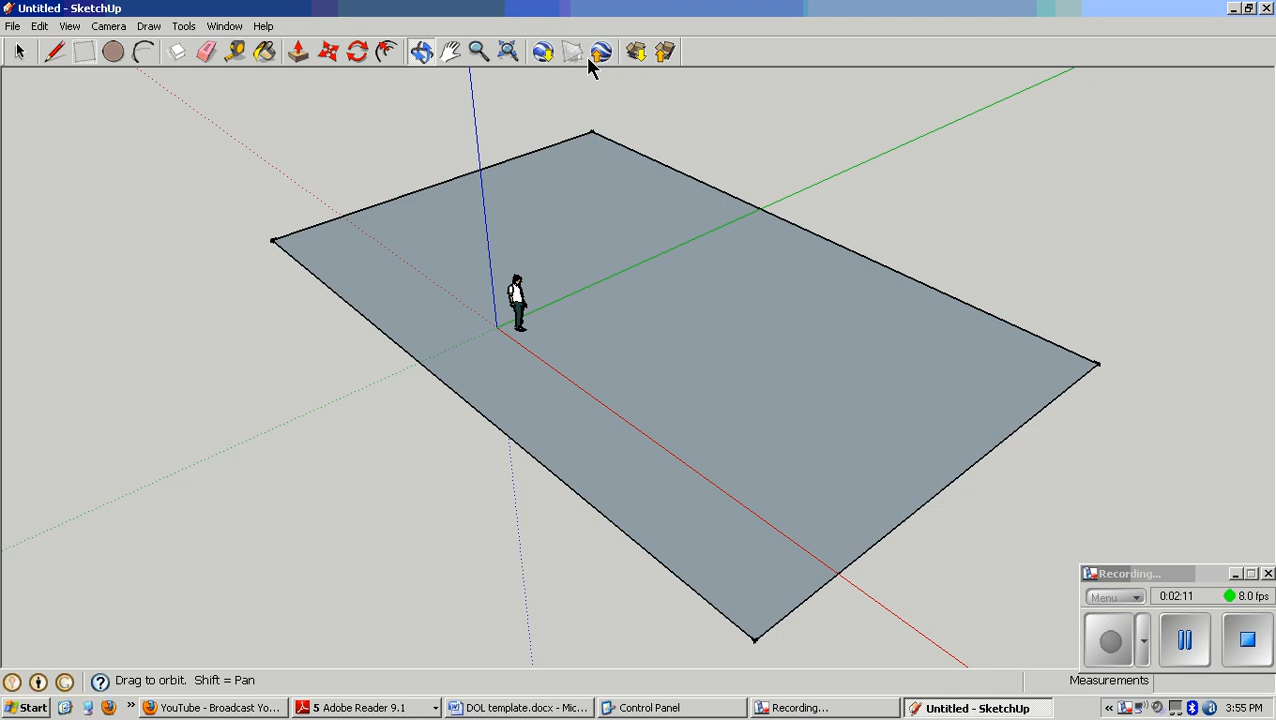 Untitled - SketchUp
File Edit View Camera Draw Tools Window Help
Recording...
Menu 0:02:11 8.0 fps
Drag to orbit. Shift = Pan Measurements
Start » YouTube - Broadcast Yo... 5 Adobe Reader 9.1 DOL template.docx - Mic... Control Panel Recording... Untitled - SketchUp « 3:55 PM